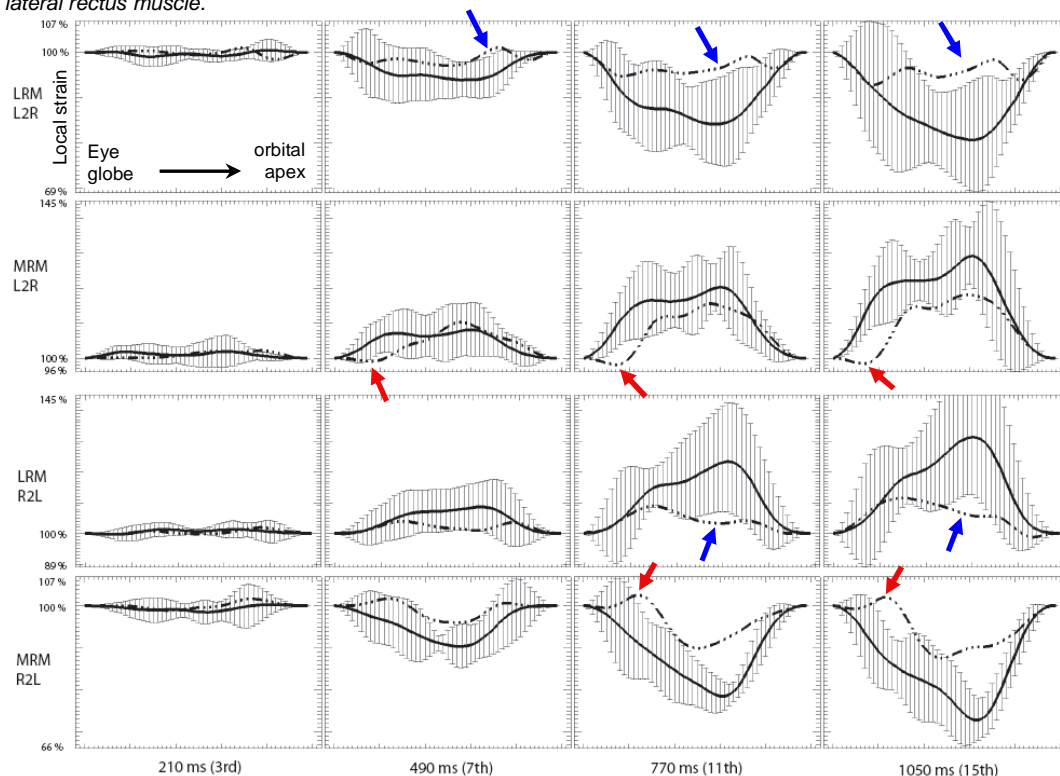 lateral rectus muscle.
107 %
100 %
LRM
L2R
Local strain
Eye
globe
orbital
apex
69 %
145 %
MRM
L2R
100 %
96 %
145 %
LRM
R2L
100 %
89 %
107 %
100 %
MRM
R2L
66 %
210 ms (3rd)
490 ms (7th)
770 ms (11th)
1050 ms (15th)